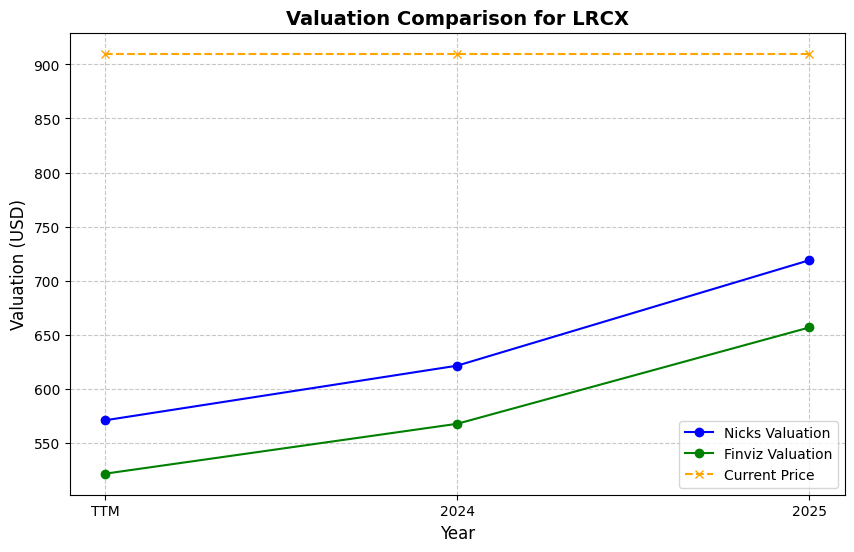 Valuation Comparison for LRCX
Valuation (USD)
900
850
800
750
700
650
600
550
TTM
2024
2025
Year
Nicks Valuation
Finviz Valuation
Current Price